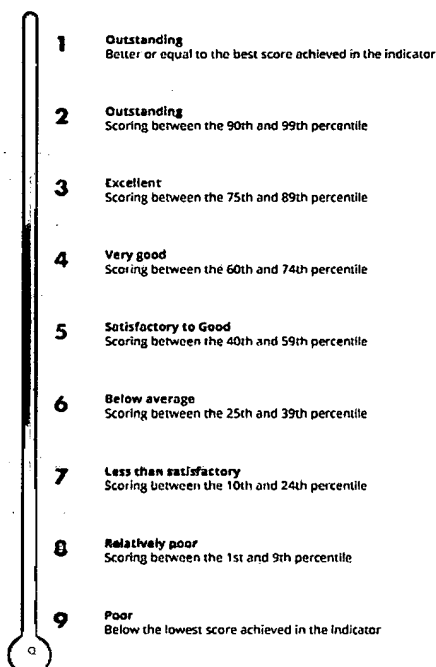 1
Outstanding
Better or equal to the best score achieved in the indicator
2
Outstanding
Scoring between the 90th and 99th percentile
3
Excellent
Scoring between the 75th and 89th percentile
4
Very good
Scoring between the 60th and 74th percentile
5
Satisfactory to Good
Scoring between the 40th and 59th percentile
6
Below average
Scoring between the 25th and 39th percentile
7
Less than satisfactory
Scoring between the 10th and 24th percentile
8
Relatively poor
Scoring between the 1st and 9th percentile
9
Poor
Below the lowest score achieved in the indicator